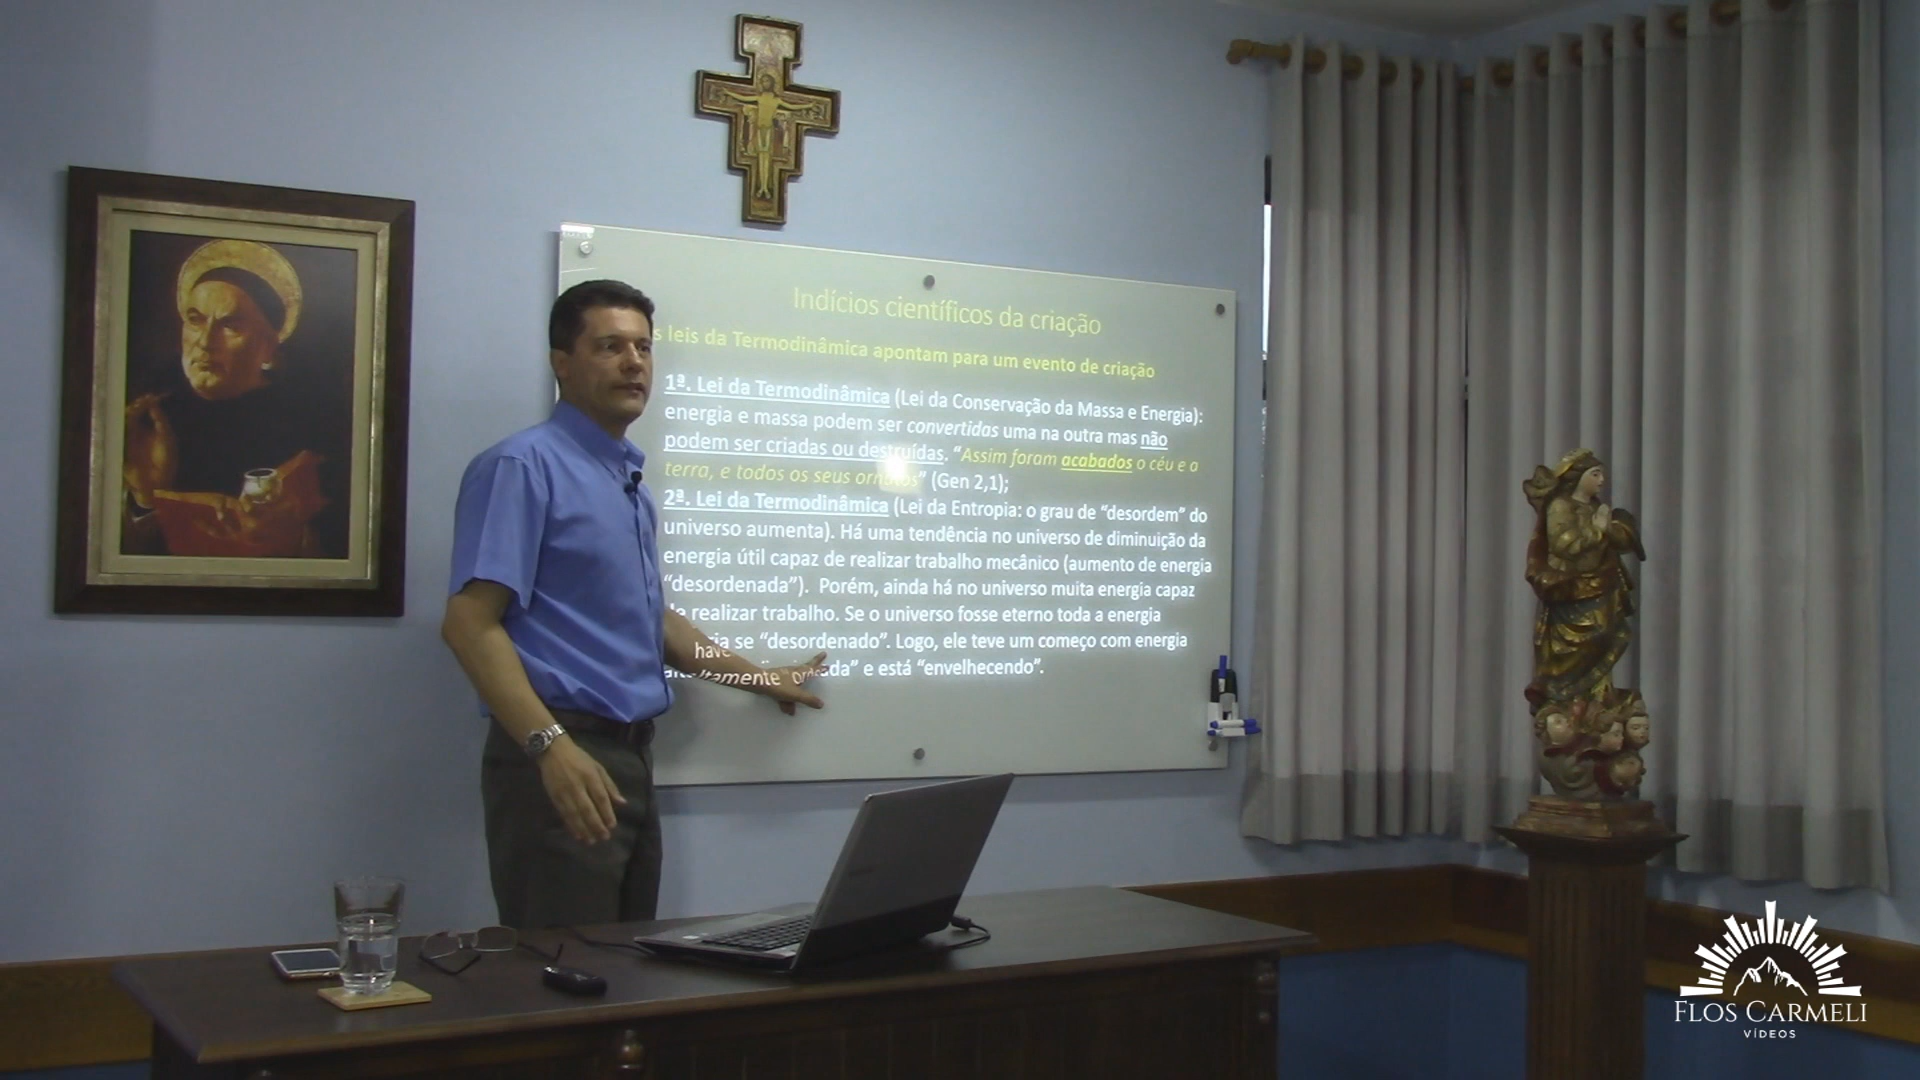 Indícios científicos da criação
s leis da Termodinâmica apontam para um evento de criação
1ª. Lei da Termodinâmica (Lei da Conservação da Massa e Energia):
energia e massa podem ser convertidas uma na outra mas não
podem ser criadas ou destruídas. “Assim foram acabados o céu e a
terra, e todos os seus ornatos” (Gen 2,1);
2ª. Lei da Termodinâmica (Lei da Entropia: o grau de “desordem” do
universo aumenta). Há uma tendência no universo de diminuição da
energia útil capaz de realizar trabalho mecânico (aumento de energia
“desordenada”). Porém, ainda há no universo muita energia capaz
de realizar trabalho. Se o universo fosse eterno toda a energia
haveria se “desordenado”. Logo, ele teve um começo com energia
altamente “ordenada” e está “envelhecendo”.
FLOS CARMELI
VÍDEOS